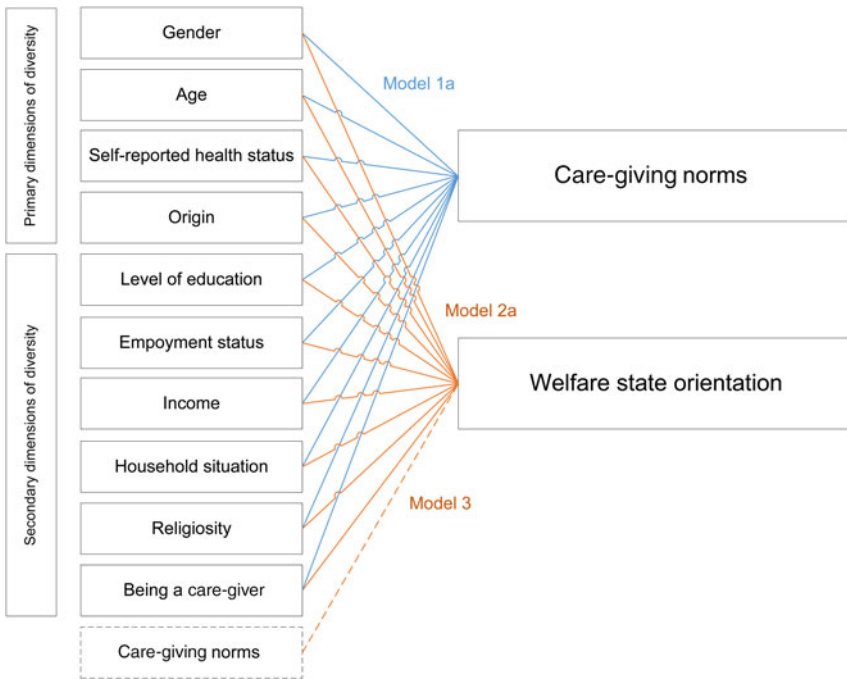 Primary dimensions of diversity
Secondary dimensions of diversity
Gender
Age
Self-reported health status
Origin
Level of education
Empoyment status
Income
Household situation
Religiosity
Being a care-giver
Care-giving norms
Model 1a
Model 2a
Model 3
Care-giving norms
Welfare state orientation